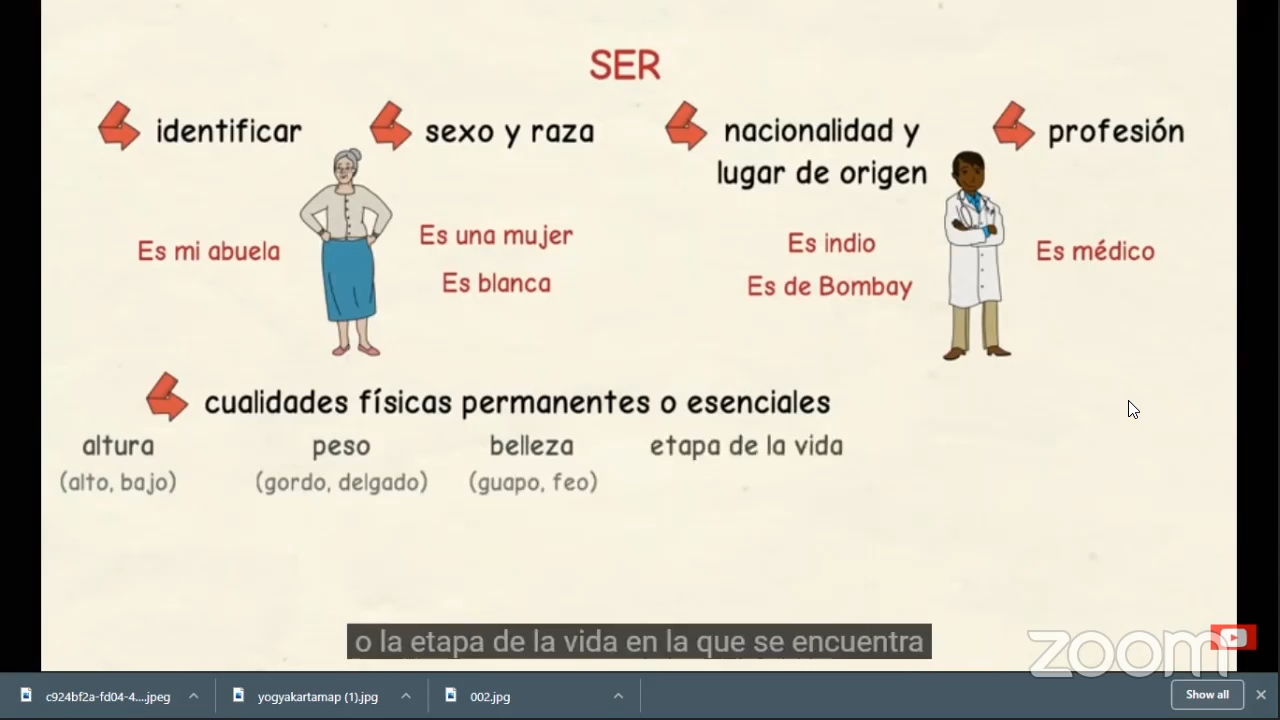 SER
identificar
sexo y raza
nacionalidad y
lugar de origen
profesión
Es mi abuela
Es una mujer
Es blanca
Es indio
Es de Bombay
Es médico
cualidades físicas permanentes o esenciales
altura
(alto, bajo)
peso
(gordo, delgado)
belleza
(guapo, feo)
etapa de la vida
o la etapa de la vida en la que se encuentra
zoom
c924bf2a-fd04-4....jpeg
yogyakartamap (1).jpg
002.jpg
Show all